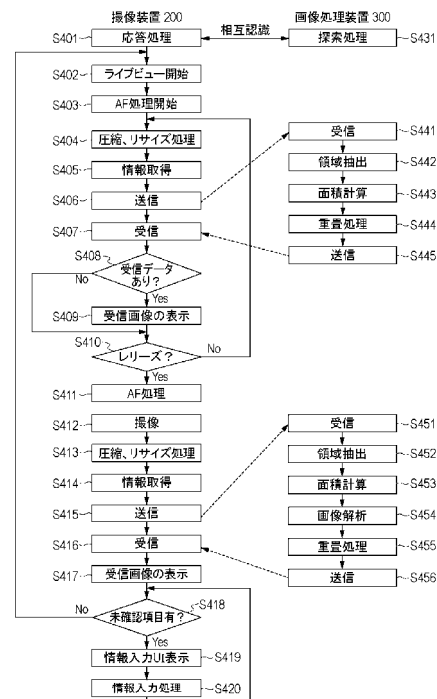 撮像装置 200
画像処理装置 300
S401
応答処理
相互認識
探索処理
S431
S402
ライブビュー開始
S403
AF処理開始
S404
圧縮、リサイズ処理
S405
情報取得
S406
送信
S407
受信
S408
受信データ
あり?
No
Yes
S409
受信画像の表示
S410
レリーズ?
No
Yes
S411
AF処理
S412
撮像
S413
圧縮、リサイズ処理
S414
情報取得
S415
送信
S416
受信
S417
受信画像の表示
No
未確認項目有?
S418
Yes
情報入力UI表示
S419
情報入力処理
S420
受信
S441
領域抽出
S442
面積計算
S443
重畳処理
S444
送信
S445
受信
S451
領域抽出
S452
面積計算
S453
画像解析
S454
重畳処理
S455
送信
S456